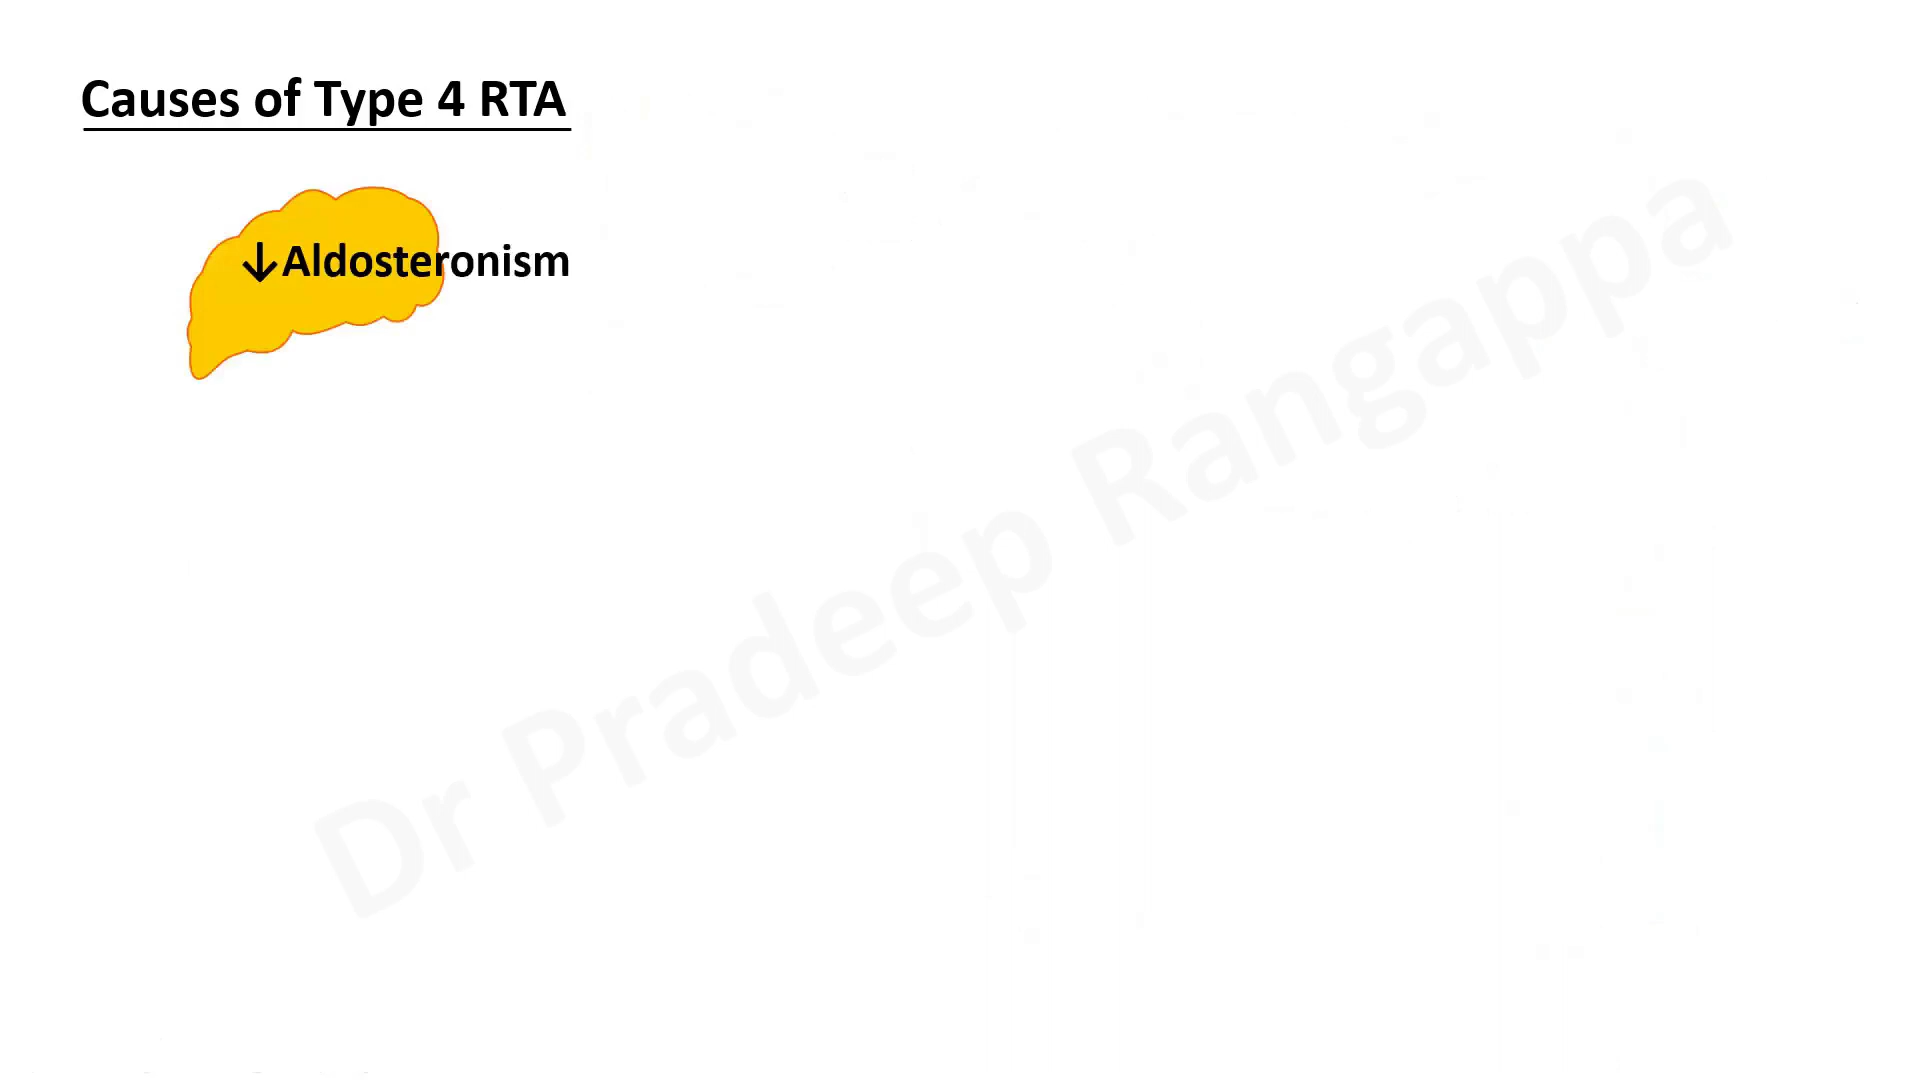 Causes of Type 4 RTA
↓Aldosteronism
Dr Pradeep Rangappa